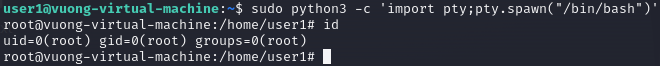 user1@vuong-virtual-machine:~$ sudo python3 -c 'import pty;pty.spawn("/bin/bash")'
root@vuong-virtual-machine:/home/user1# id
uid=0(root) gid=0(root) groups=0(root)
root@vuong-virtual-machine:/home/user1#